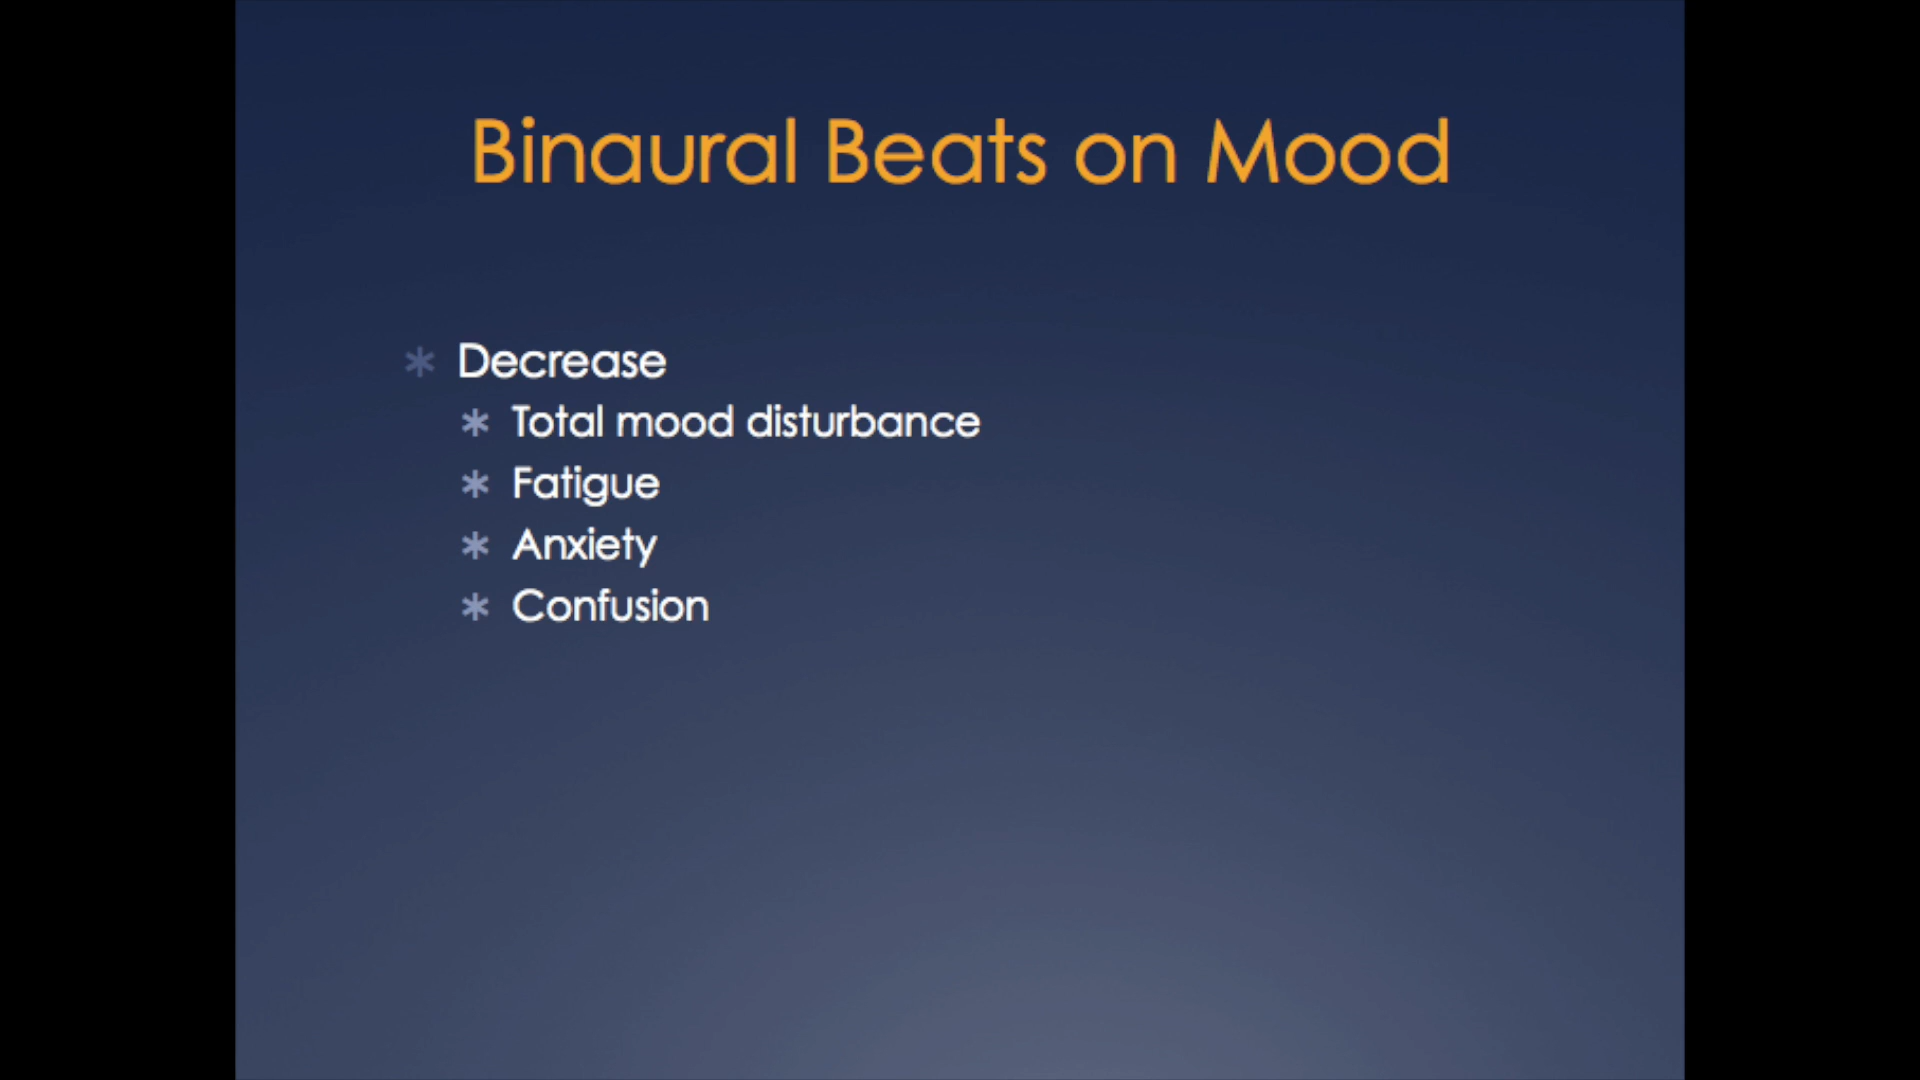 Binaural Beats on Mood
* Decrease
* Total mood disturbance
* Fatigue
* Anxiety
* Confusion